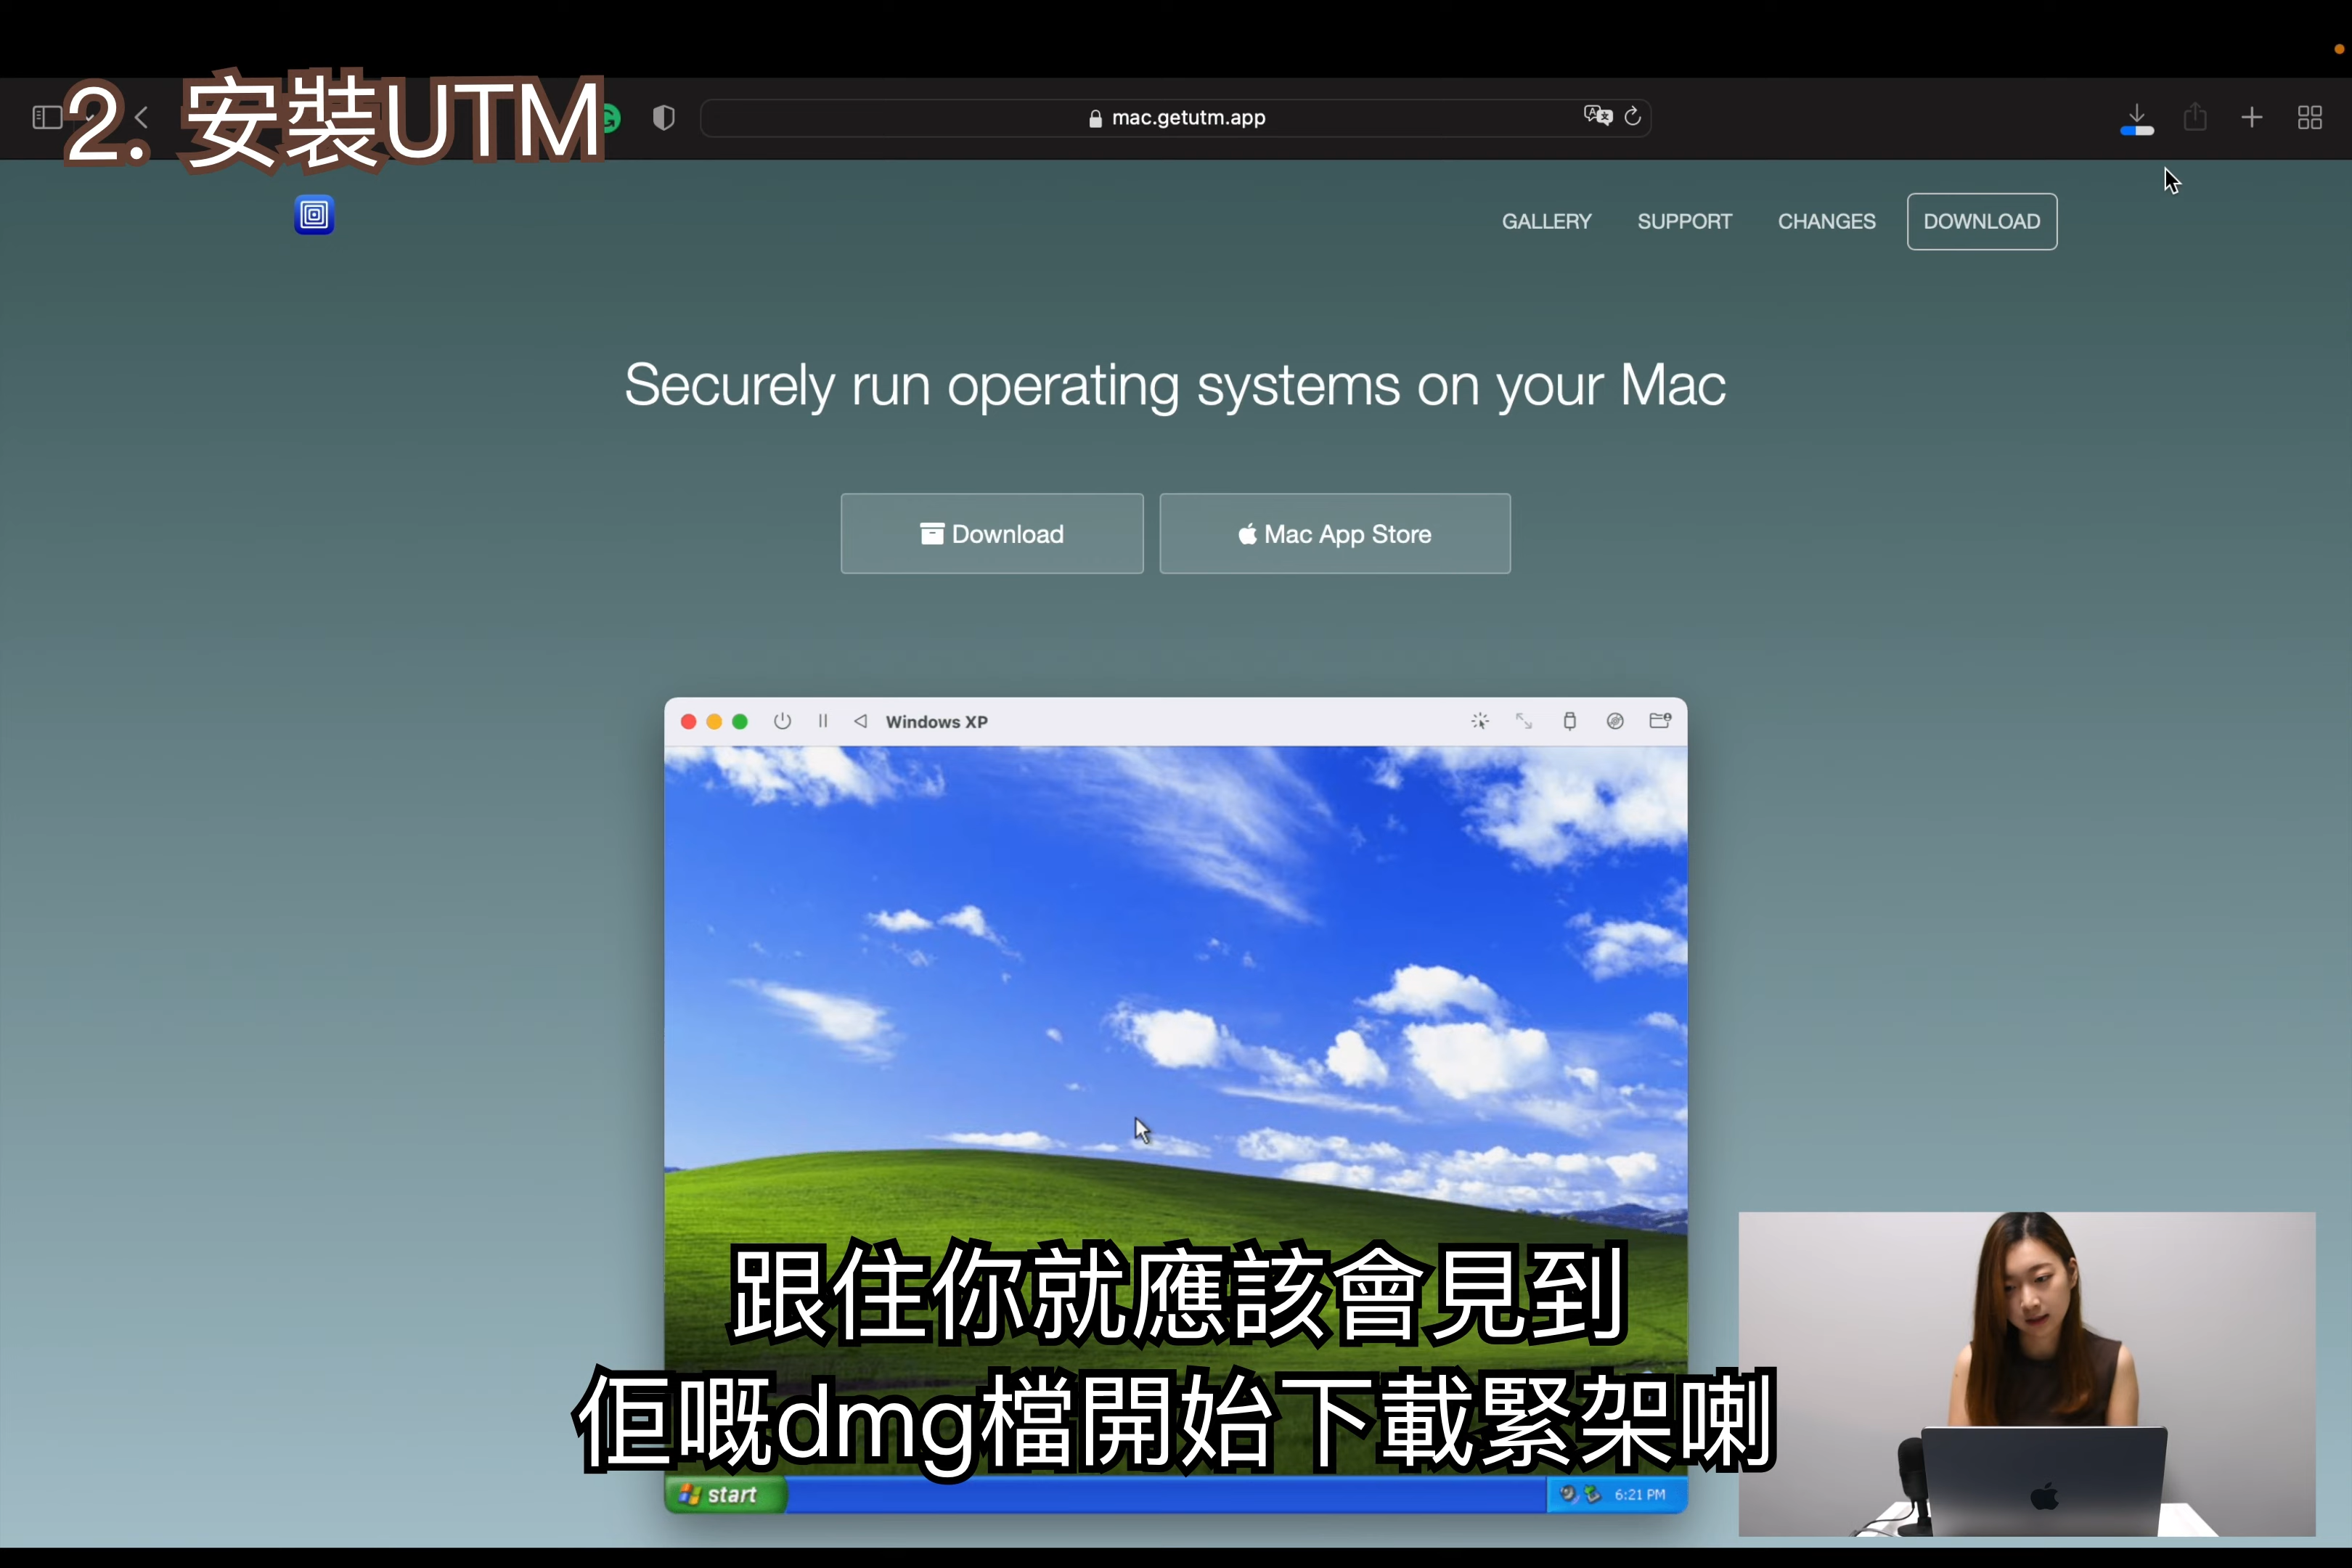 2. 安裝UTM
mac.getutm.app
GALLERY
SUPPORT
CHANGES
DOWNLOAD
Securely run operating systems on your Mac
Download
Mac App Store
Windows XP
跟住你就應該會見到
佢嘅dmg檔開始下載緊架喇
start
6:21 PM